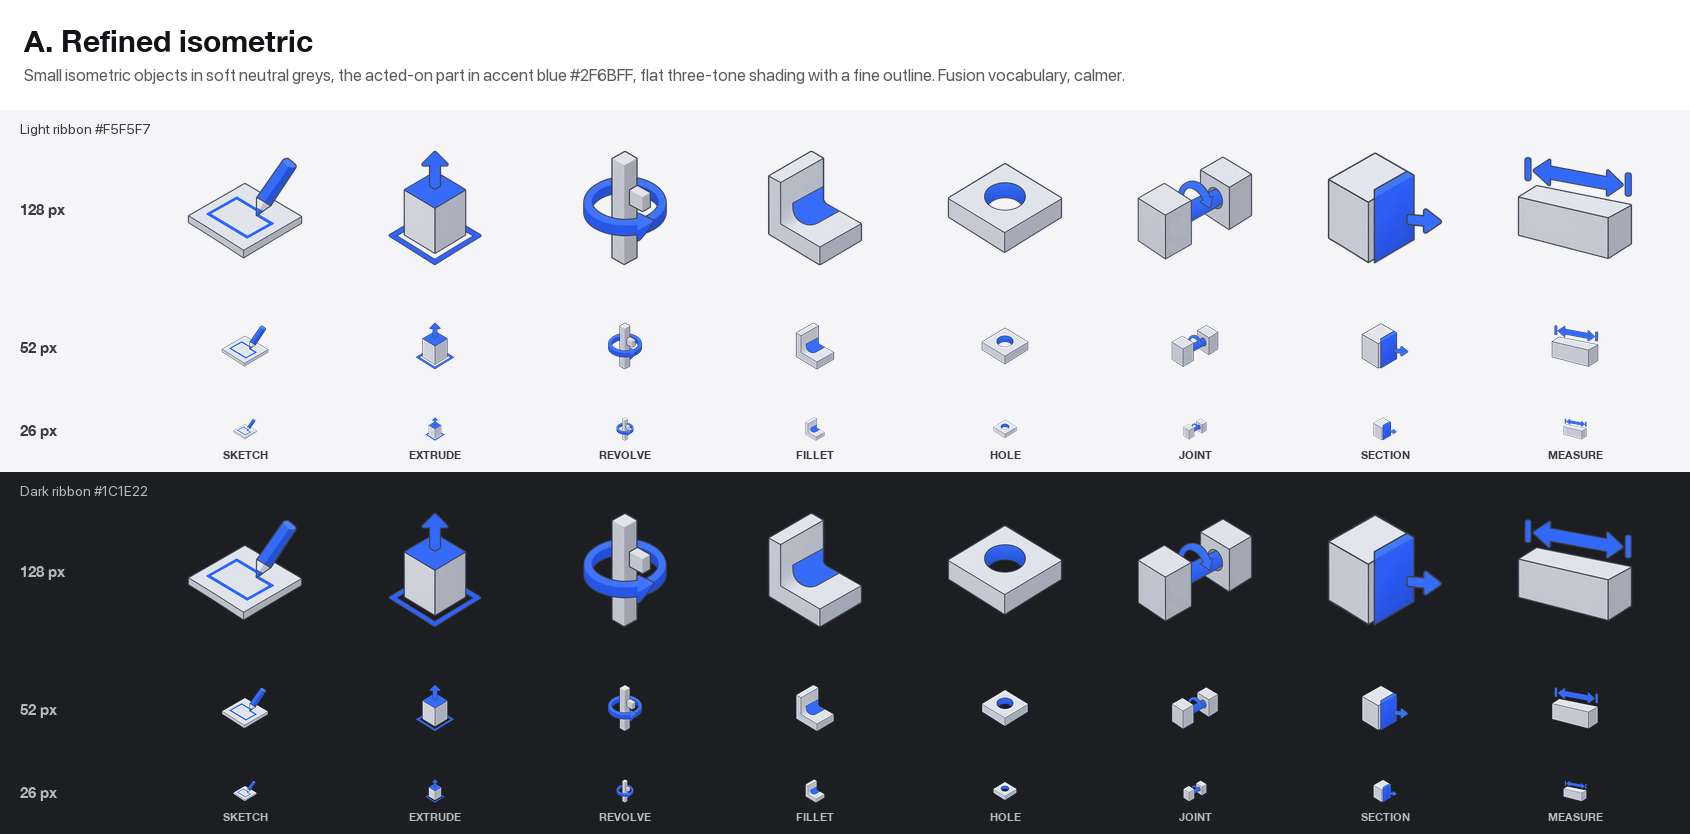 A. Refined isometric
Small isometric objects in soft neutral greys, the acted-on part in accent blue #2F6BFF, flat three-tone shading with a fine outline. Fusion vocabulary, calmer.
Light ribbon #F5F5F7
128 px
52 px
26 px
SKETCH EXTRUDE REVOLVE FILLET HOLE JOINT SECTION MEASURE
Dark ribbon #1C1E22
128 px
52 px
26 px
SKETCH EXTRUDE REVOLVE FILLET HOLE JOINT SECTION MEASURE